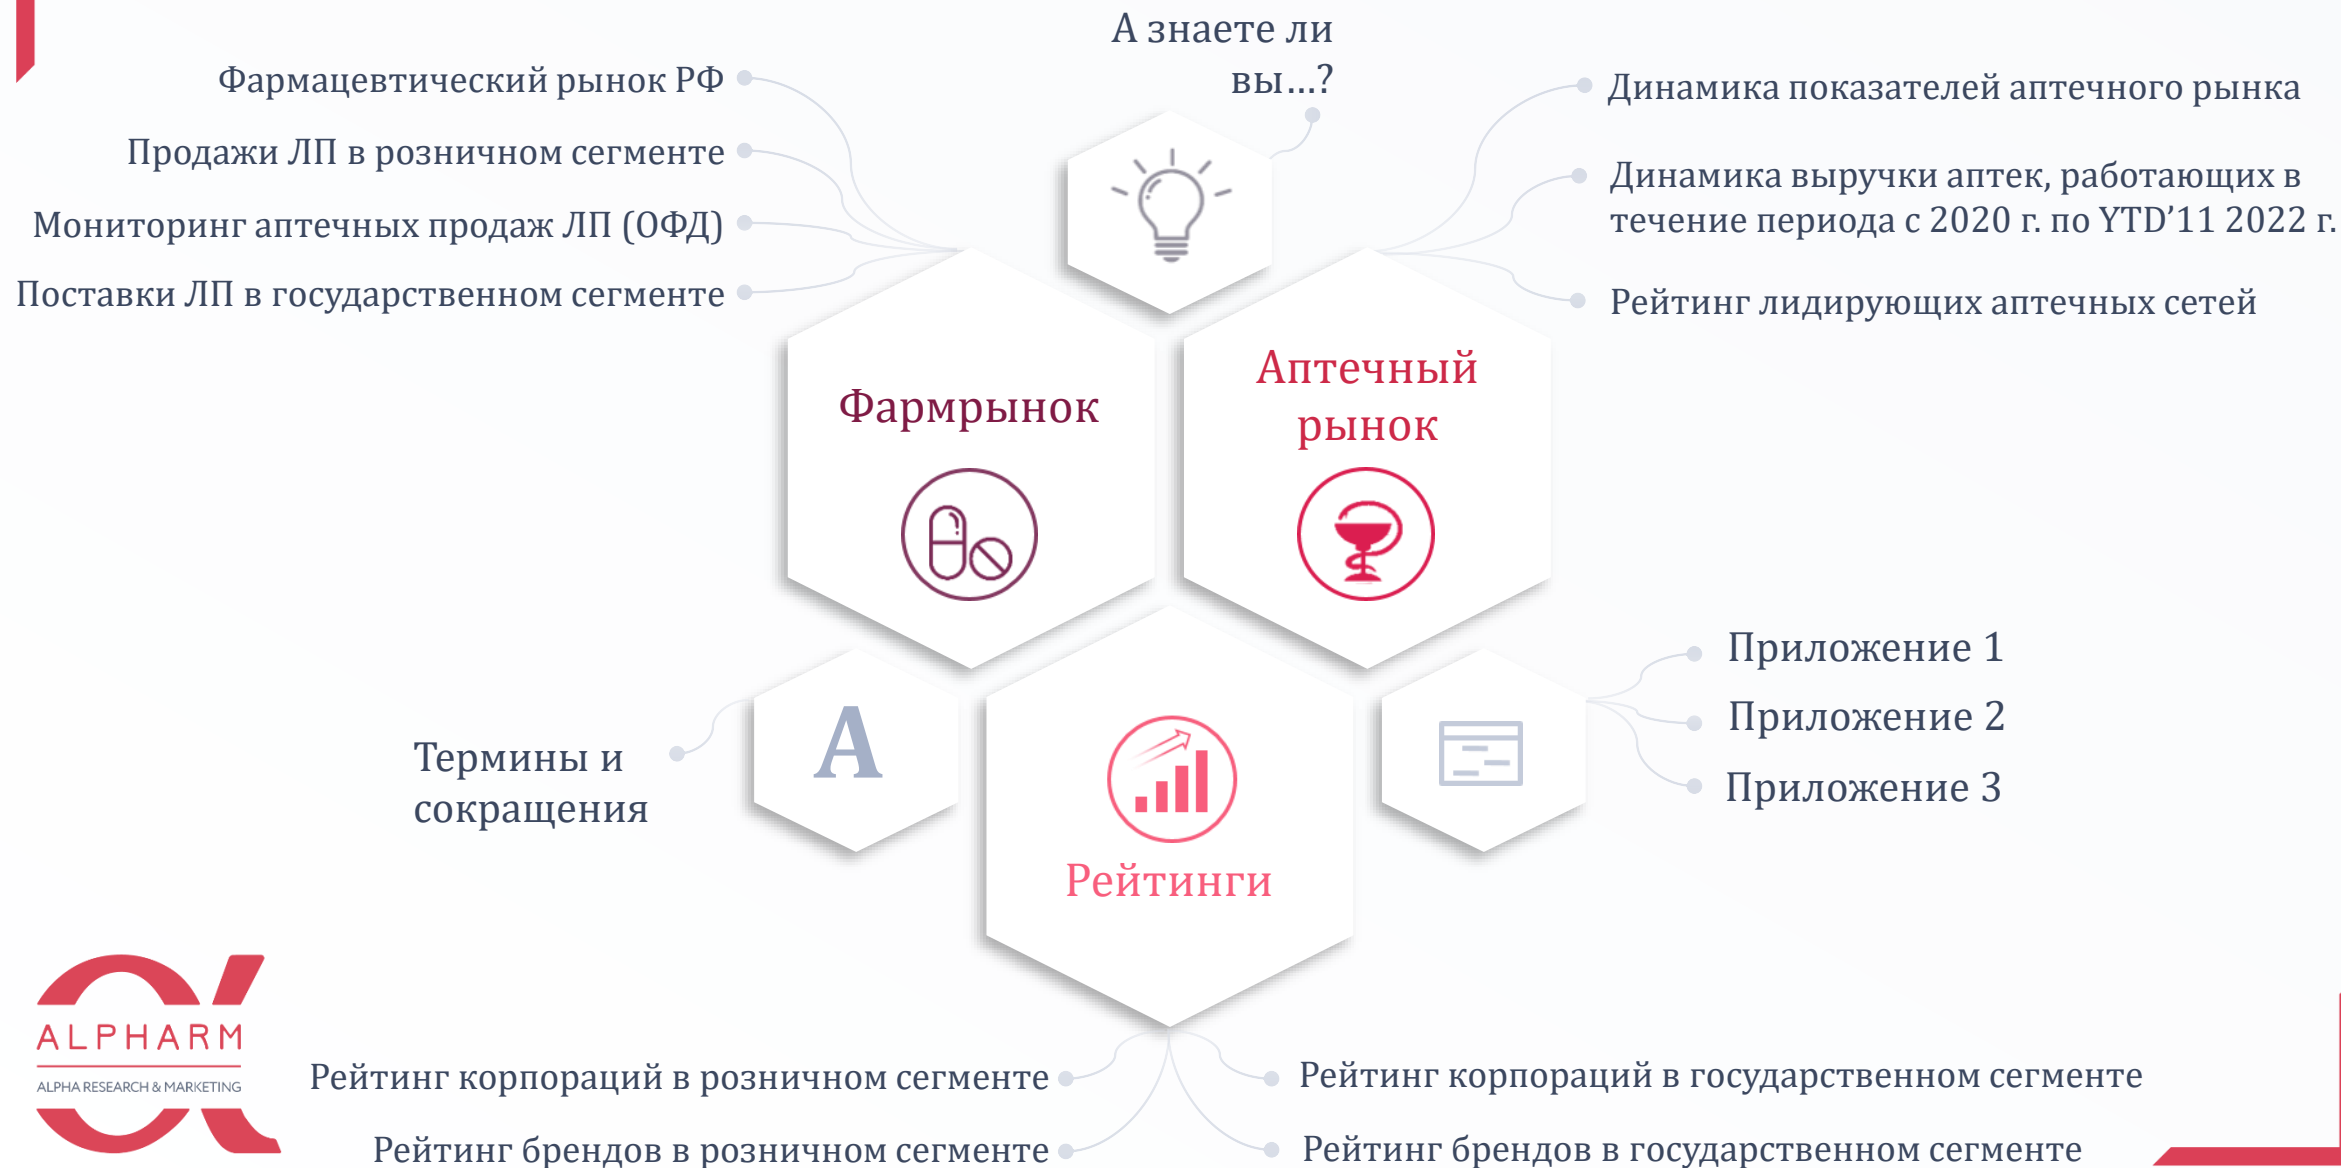 А знаете ли
вы...?
Фармацевтический рынок РФ
Продажи ЛП в розничном сегменте
Мониторинг аптечных продаж ЛП (ОФД)
Поставки ЛП в государственном сегменте
Динамика показателей аптечного рынка
Динамика выручки аптек, работающих в
течение периода с 2020 г. по YTD’11 2022 г.
Рейтинг лидирующих аптечных сетей
Фармрынок
Аптечный
рынок
Термины и
сокращения
А
Рейтинги
Приложение 1
Приложение 2
Приложение 3
ALPHARM
ALPHA RESEARCH & MARKETING
Рейтинг корпораций в розничном сегменте
Рейтинг брендов в розничном сегменте
Рейтинг корпораций в государственном сегменте
Рейтинг брендов в государственном сегменте